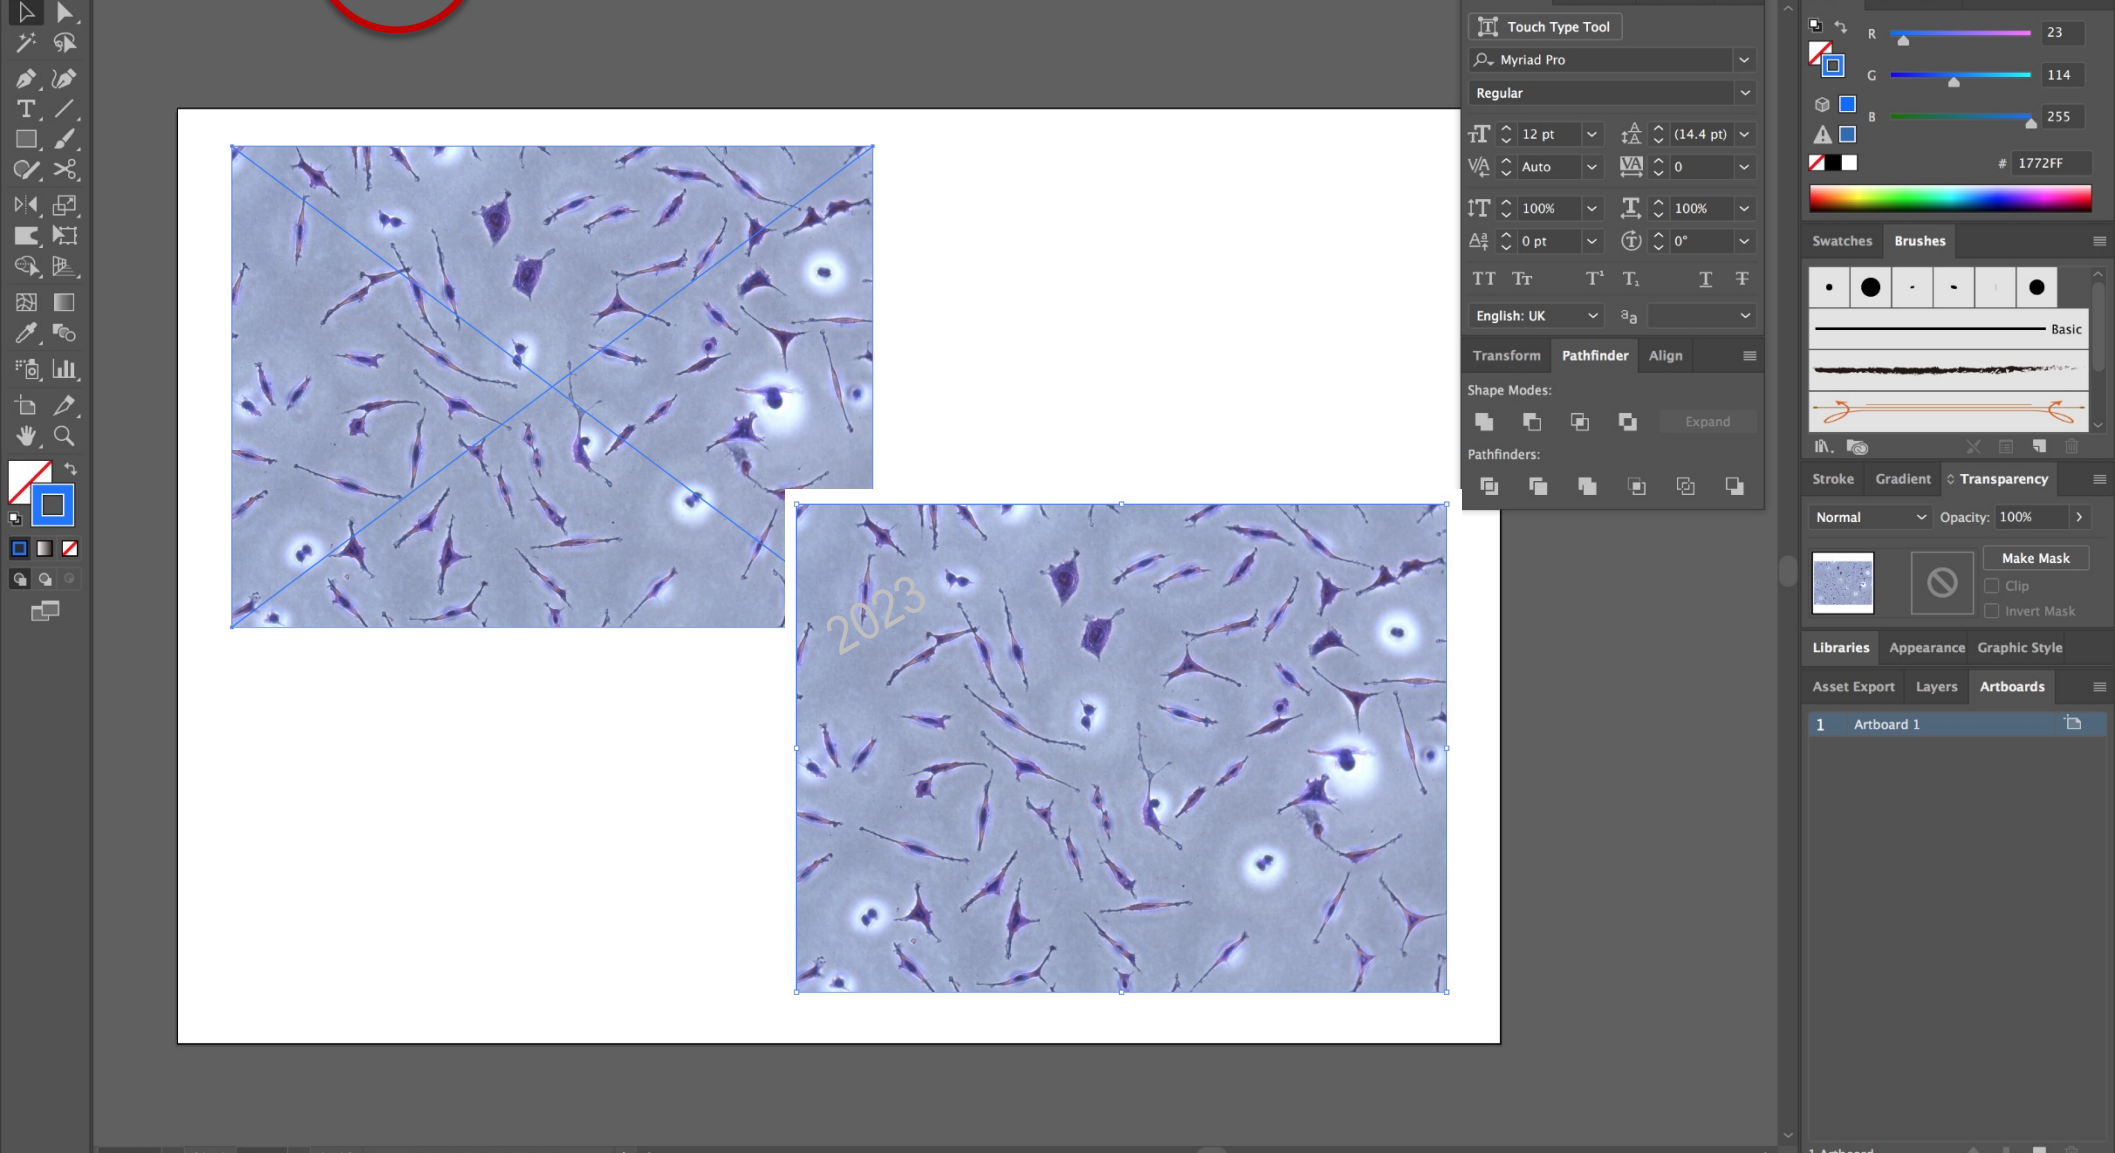 Touch Type Tool
Myriad Pro
Regular
12 pt
(14.4 pt)
Auto
0
100%
100%
0 pt
0°
English: UK
Transform
Pathfinder
Align
Shape Modes:
Expand
Pathfinders:
2023
R
23
G
114
B
255
# 1772FF
Swatches
Brushes
Basic
Stroke
Gradient
Transparency
Normal
Opacity: 100%
Make Mask
Clip
Invert Mask
Libraries
Appearance
Graphic Style
Asset Export
Layers
Artboards
1 Artboard 1
1 Artboard